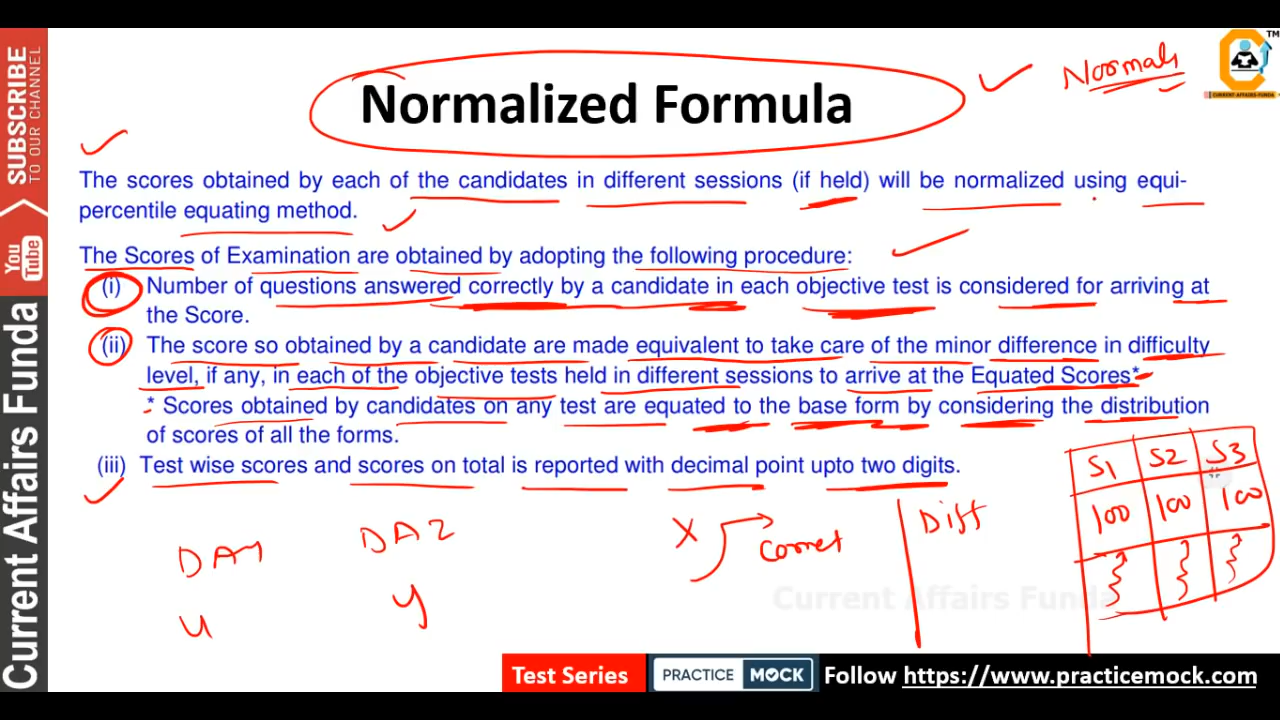 SUBSCRIBE
TO OUR CHANNEL
You
Tube
Current Affairs Funda
Normalized Formula
TM
CURRENT-AFFAIRS-FUNDA
The scores obtained by each of the candidates in different sessions (if held) will be normalized using equi-
percentile equating method.
The Scores of Examination are obtained by adopting the following procedure:
(i) Number of questions answered correctly by a candidate in each objective test is considered for arriving at
the Score.
(ii) The score so obtained by a candidate are made equivalent to take care of the minor difference in difficulty
level, if any, in each of the objective tests held in different sessions to arrive at the Equated Scores*
* Scores obtained by candidates on any test are equated to the base form by considering the distribution
of scores of all the forms.
(iii) Test wise scores and scores on total is reported with decimal point upto two digits.
S1 S2 S3
100 100 100
DAY DA2
X
Diff
y
Current Affairs Funda
Test Series PRACTICE MOCK Follow https://www.practicemock.com